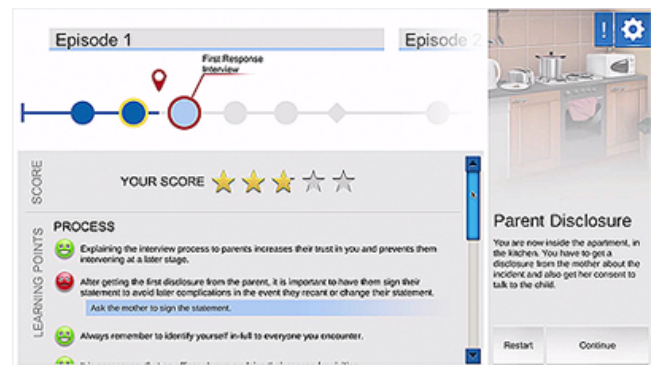 Episode 1
Episode 2
First Response
Interview
SCORE
YOUR SCORE
LEARNING POINTS
PROCESS
Explaining the interview process to parents increases their trust in you and prevents them
intervening at a later stage.
After getting the first disclosure from the parent, it is important to have them sign their
statement to avoid later complications in the event they recant or change their statement.
Ask the mother to sign the statement.
Always remember to identify yourself in-full to everyone you encounter.
!
Parent Disclosure
You are now inside the apartment, in
the kitchen. You have to get a
disclosure from the mother about the
incident and also get her consent to
talk to the child.
Restart
Continue